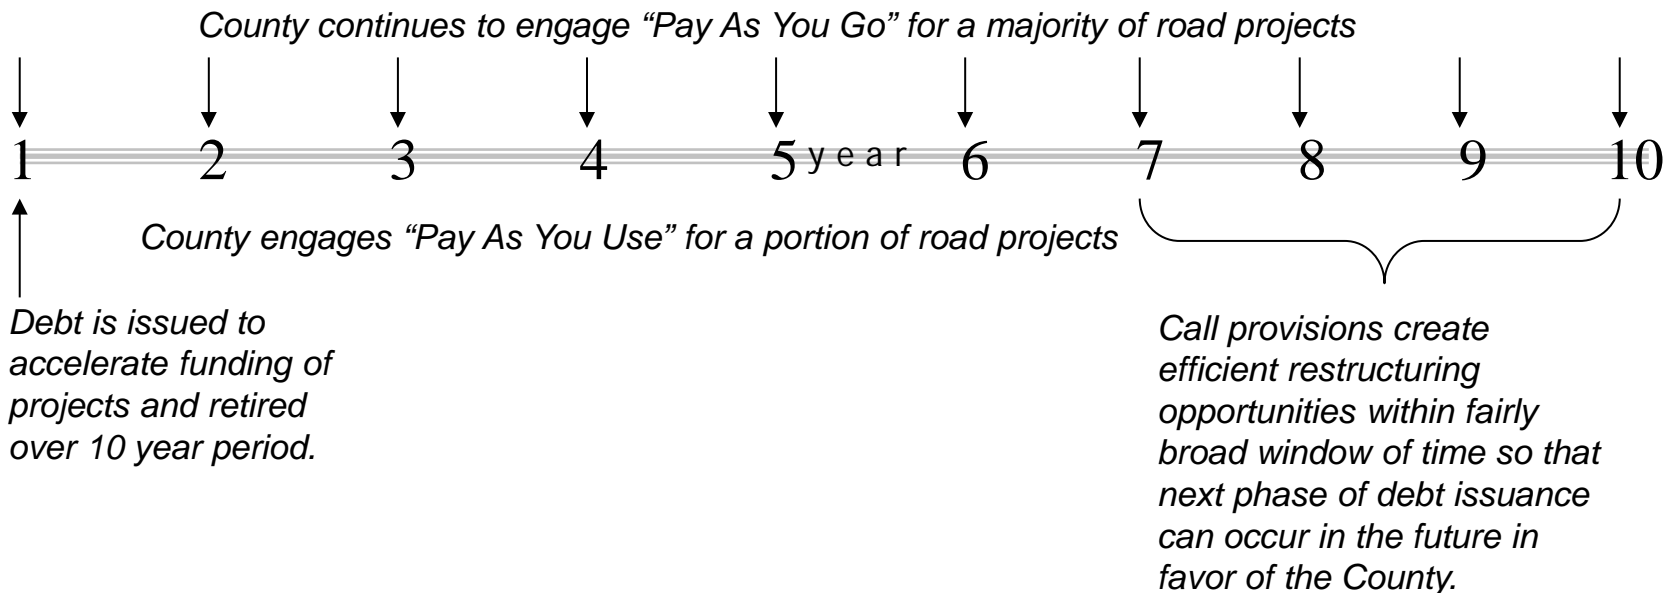 County continues to engage “Pay As You Go” for a majority of road projects
1 2 3 4 5 year 6 7 8 9 10
County engages “Pay As You Use” for a portion of road projects
Debt is issued to
accelerate funding of
projects and retired
over 10 year period.
Call provisions create
efficient restructuring
opportunities within fairly
broad window of time so that
next phase of debt issuance
can occur in the future in
favor of the County.